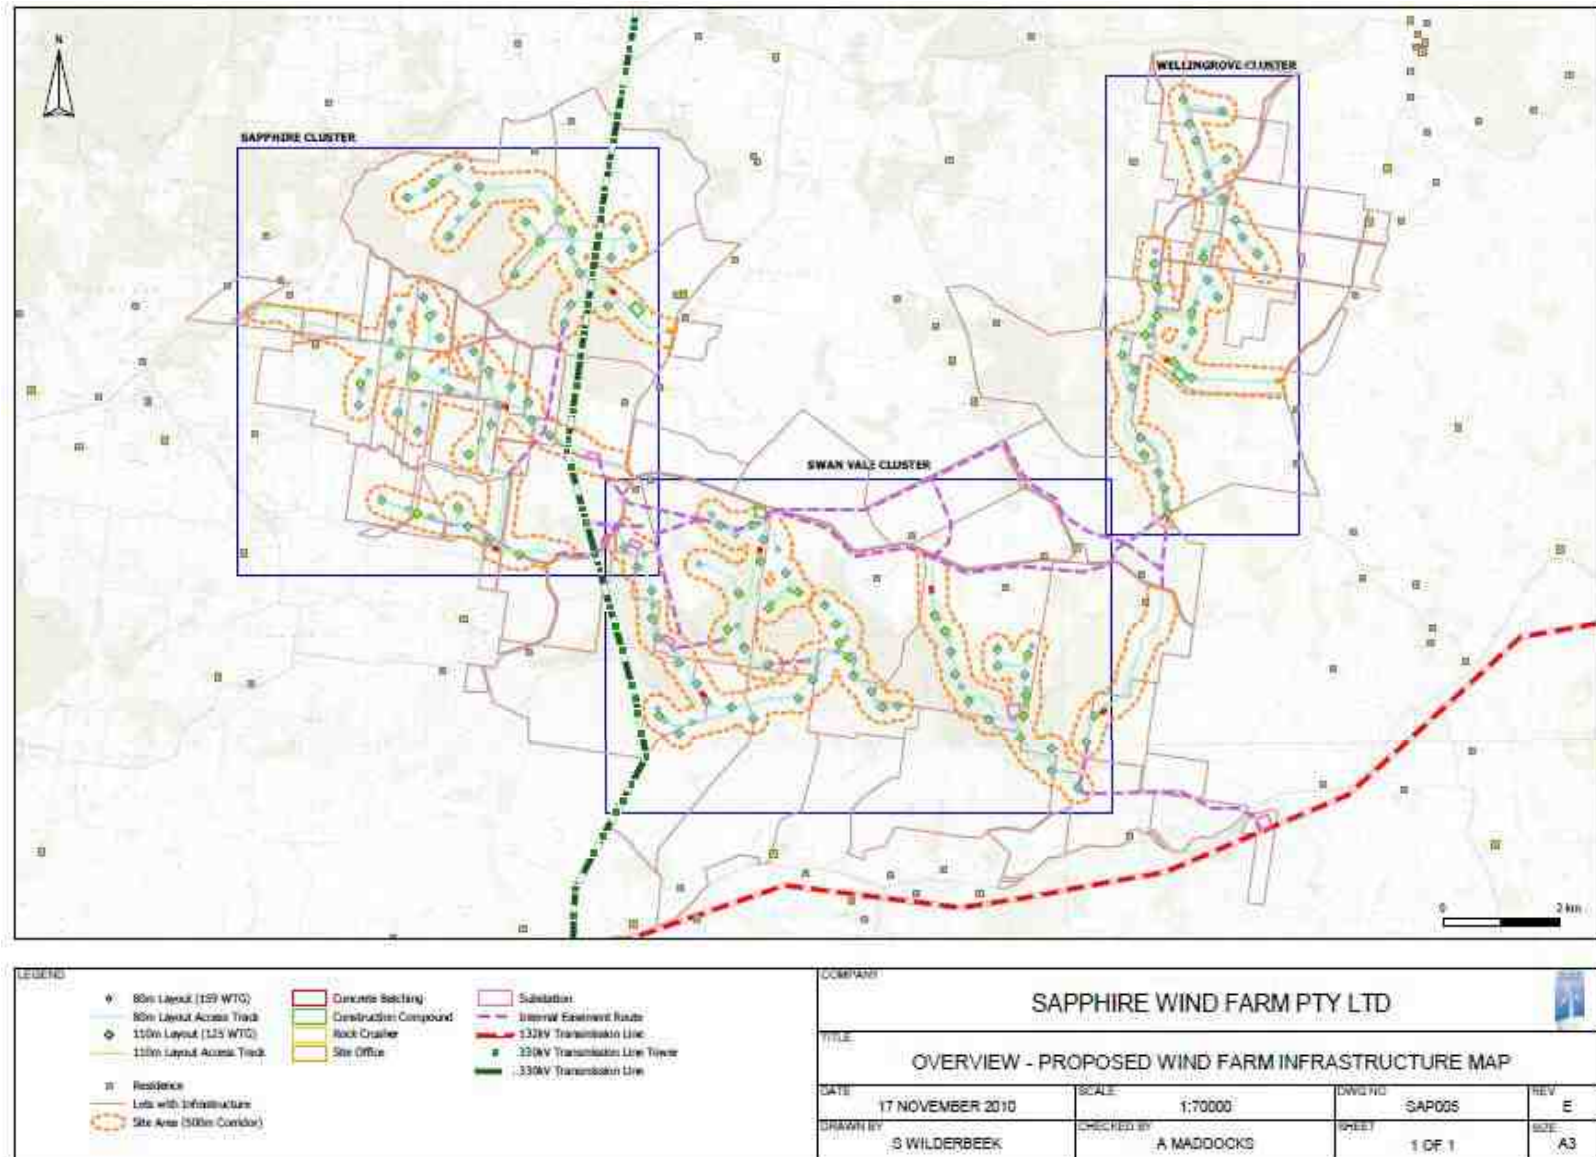 N
WELLINGROVE CLUSTER
SAPPHIRE CLUSTER
SWAN VALE CLUSTER
0 2 km
LEGEND
80m Layout (159 WTG)
80m Layout Access Track
110m Layout (125 WTG)
110m Layout Access Track
Residence
Lots with Infrastructure
Site Area (500m Corridor)
Concrete Batching
Construction Compound
Rock Crusher
Site Office
Substation
Internal Easement Route
132kV Transmission Line
330kV Transmission Line Tower
330kV Transmission Line
COMPANY
SAPPHIRE WIND FARM PTY LTD
TITLE
OVERVIEW - PROPOSED WIND FARM INFRASTRUCTURE MAP
DATE
17 NOVEMBER 2010
SCALE
1:70000
DWG NO
SAP005
REV
E
DRAWN BY
S WILDERBEEK
CHECKED BY
A MADDOCKS
SHEET
1 OF 1
SIZE
A3